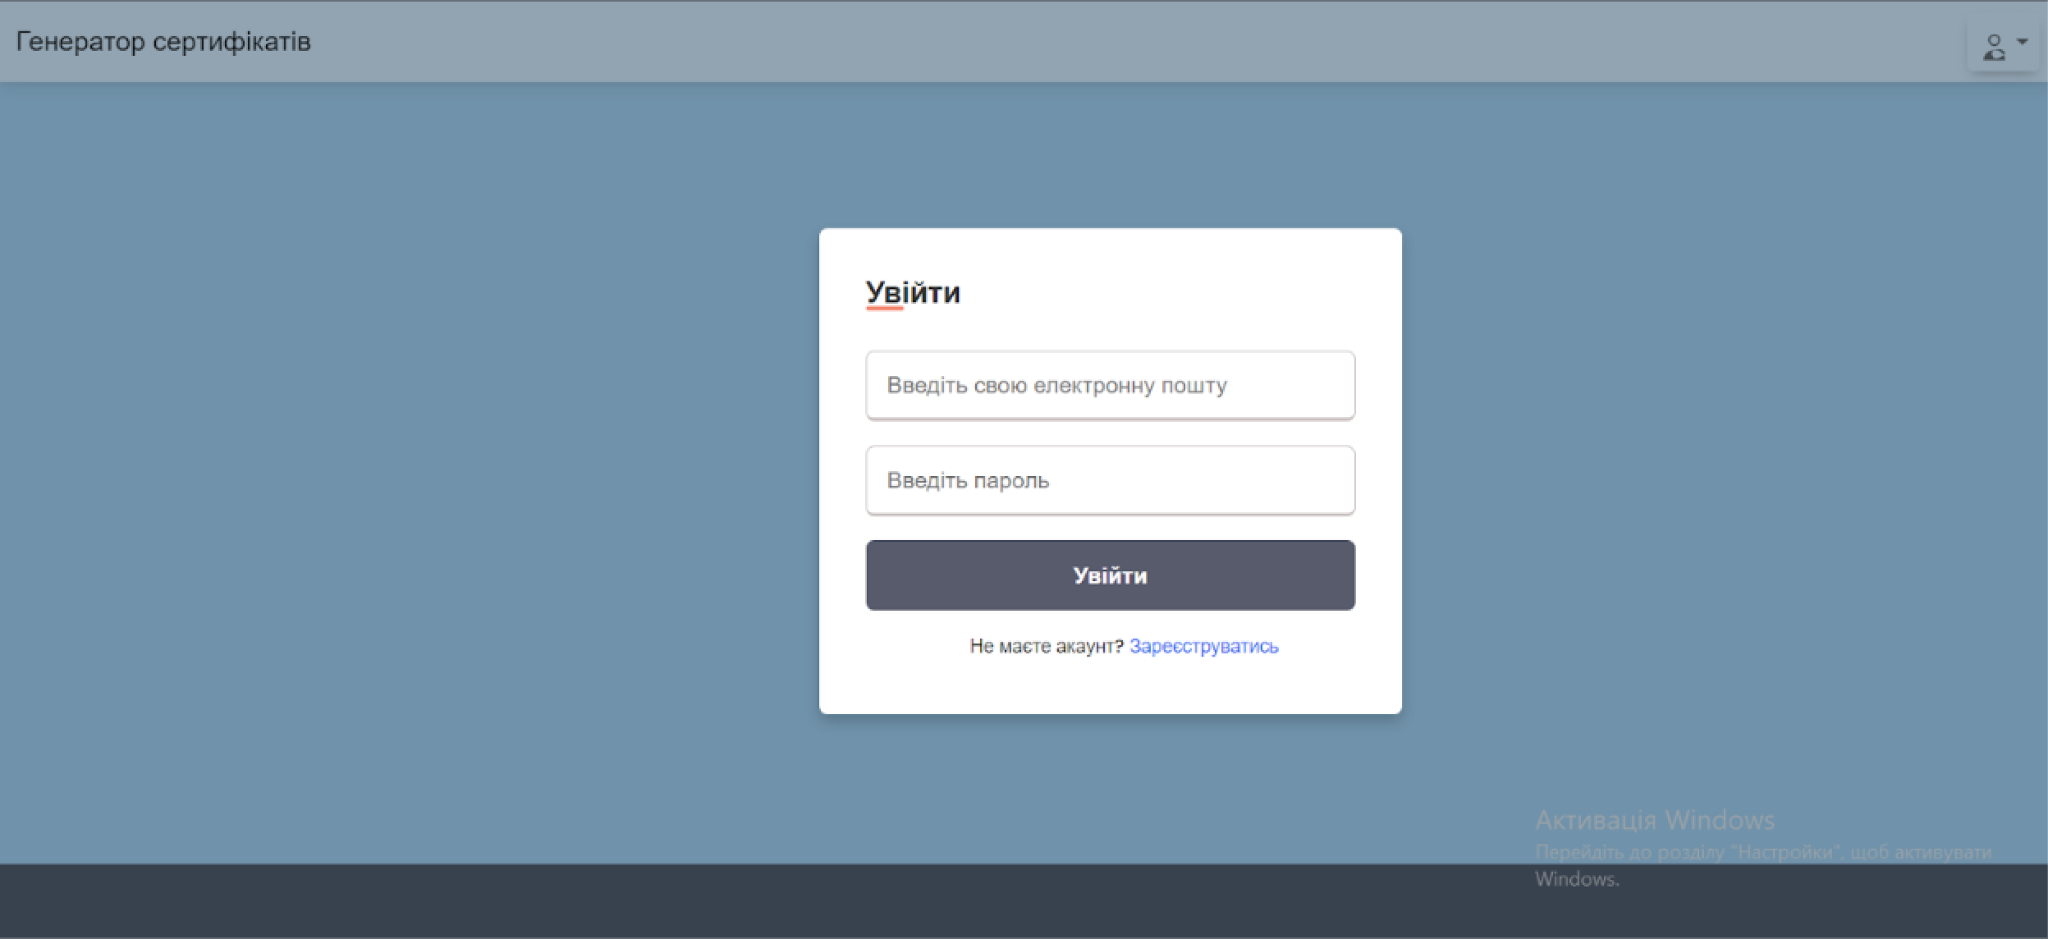 Генератор сертифікатів
Увійти
Введіть свою електронну пошту
Введіть пароль
Увійти
Не маєте акаунт? Зареєструватись
Активація Windows
Перейдіть до розділу "Настройки", щоб активувати
Windows.